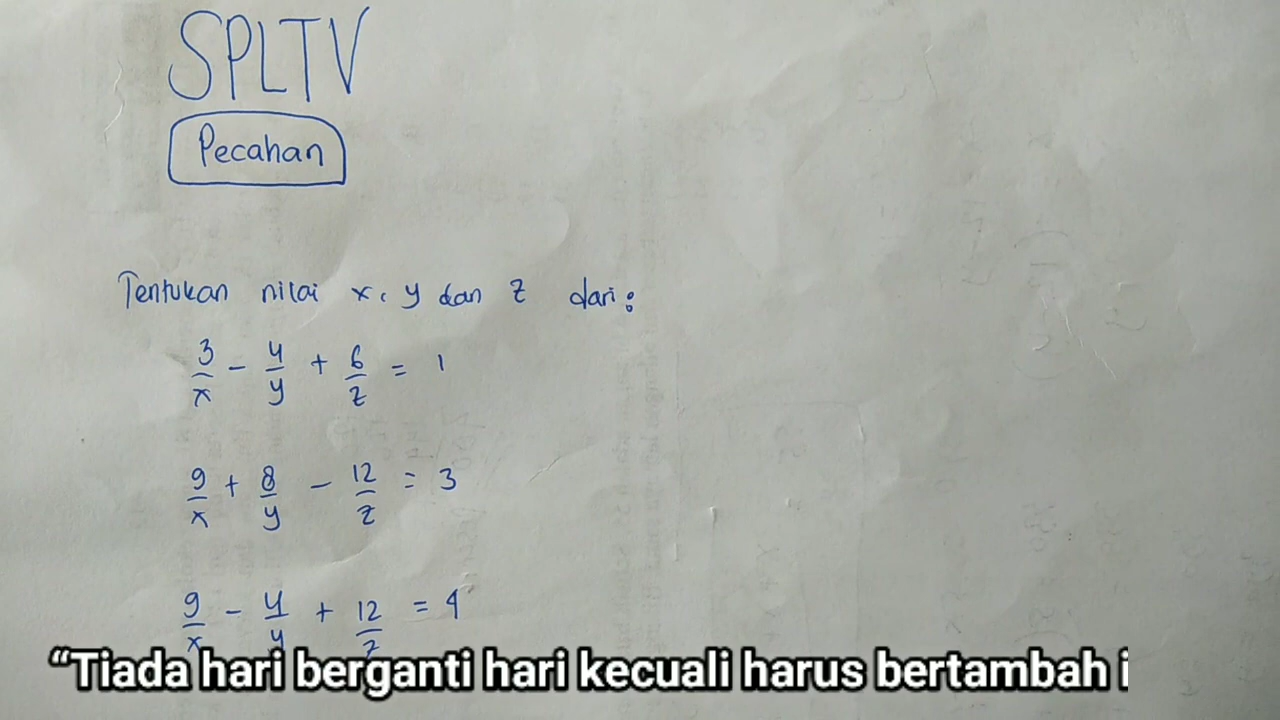 SPLTV
Pecahan
Tentukan nilai x, y dan z dari :
3/x - 4/y + 6/z = 1
9/x + 8/y - 12/z = 3
9/x - 4/y + 12/z = 4
“Tiada hari berganti hari kecuali harus bertambah i